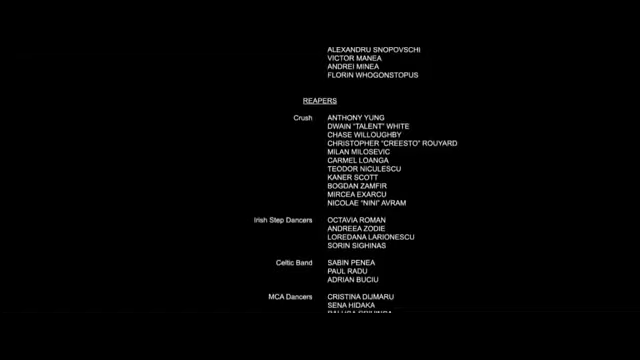 ALEXANDRU SNOPOVSCHI
VICTOR MANEA
ANDREI MINEA
FLORIN WHOGONSTOPUS
REAPERS
Crush ANTHONY YUNG
DWAIN "TALENT" WHITE
CHASE WILLOUGHBY
CHRISTOPHER "CREESTO" ROUYARD
MILAN MILOSEVIC
CARMEL LOANGA
TEODOR NICULESCU
KANER SCOTT
BOGDAN ZAMFIR
MIRCEA EXARCU
NICOLAE "NINI" AVRAM
Irish Step Dancers OCTAVIA ROMAN
ANDREEA ZODIE
LOREDANA LARIONESCU
SORIN SIGHINAS
Celtic Band SABIN PENEA
PAUL RADU
ADRIAN BUCIU
MCA Dancers CRISTINA DIJMARU
SENA HIDAKA